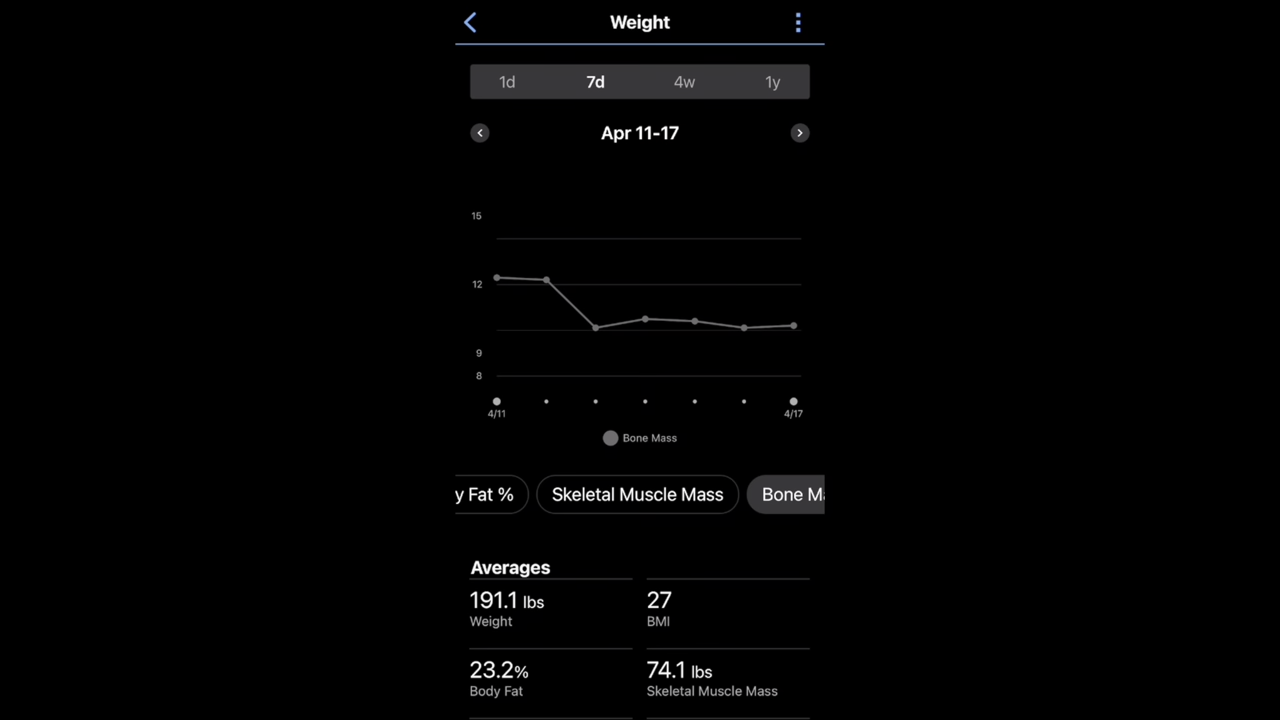 Weight
1d 7d 4w 1y
Apr 11-17
15
12
9
8
4/11 4/17
Bone Mass
y Fat % Skeletal Muscle Mass Bone Ma
Averages
191.1 lbs 27
Weight BMI
23.2% 74.1 lbs
Body Fat Skeletal Muscle Mass